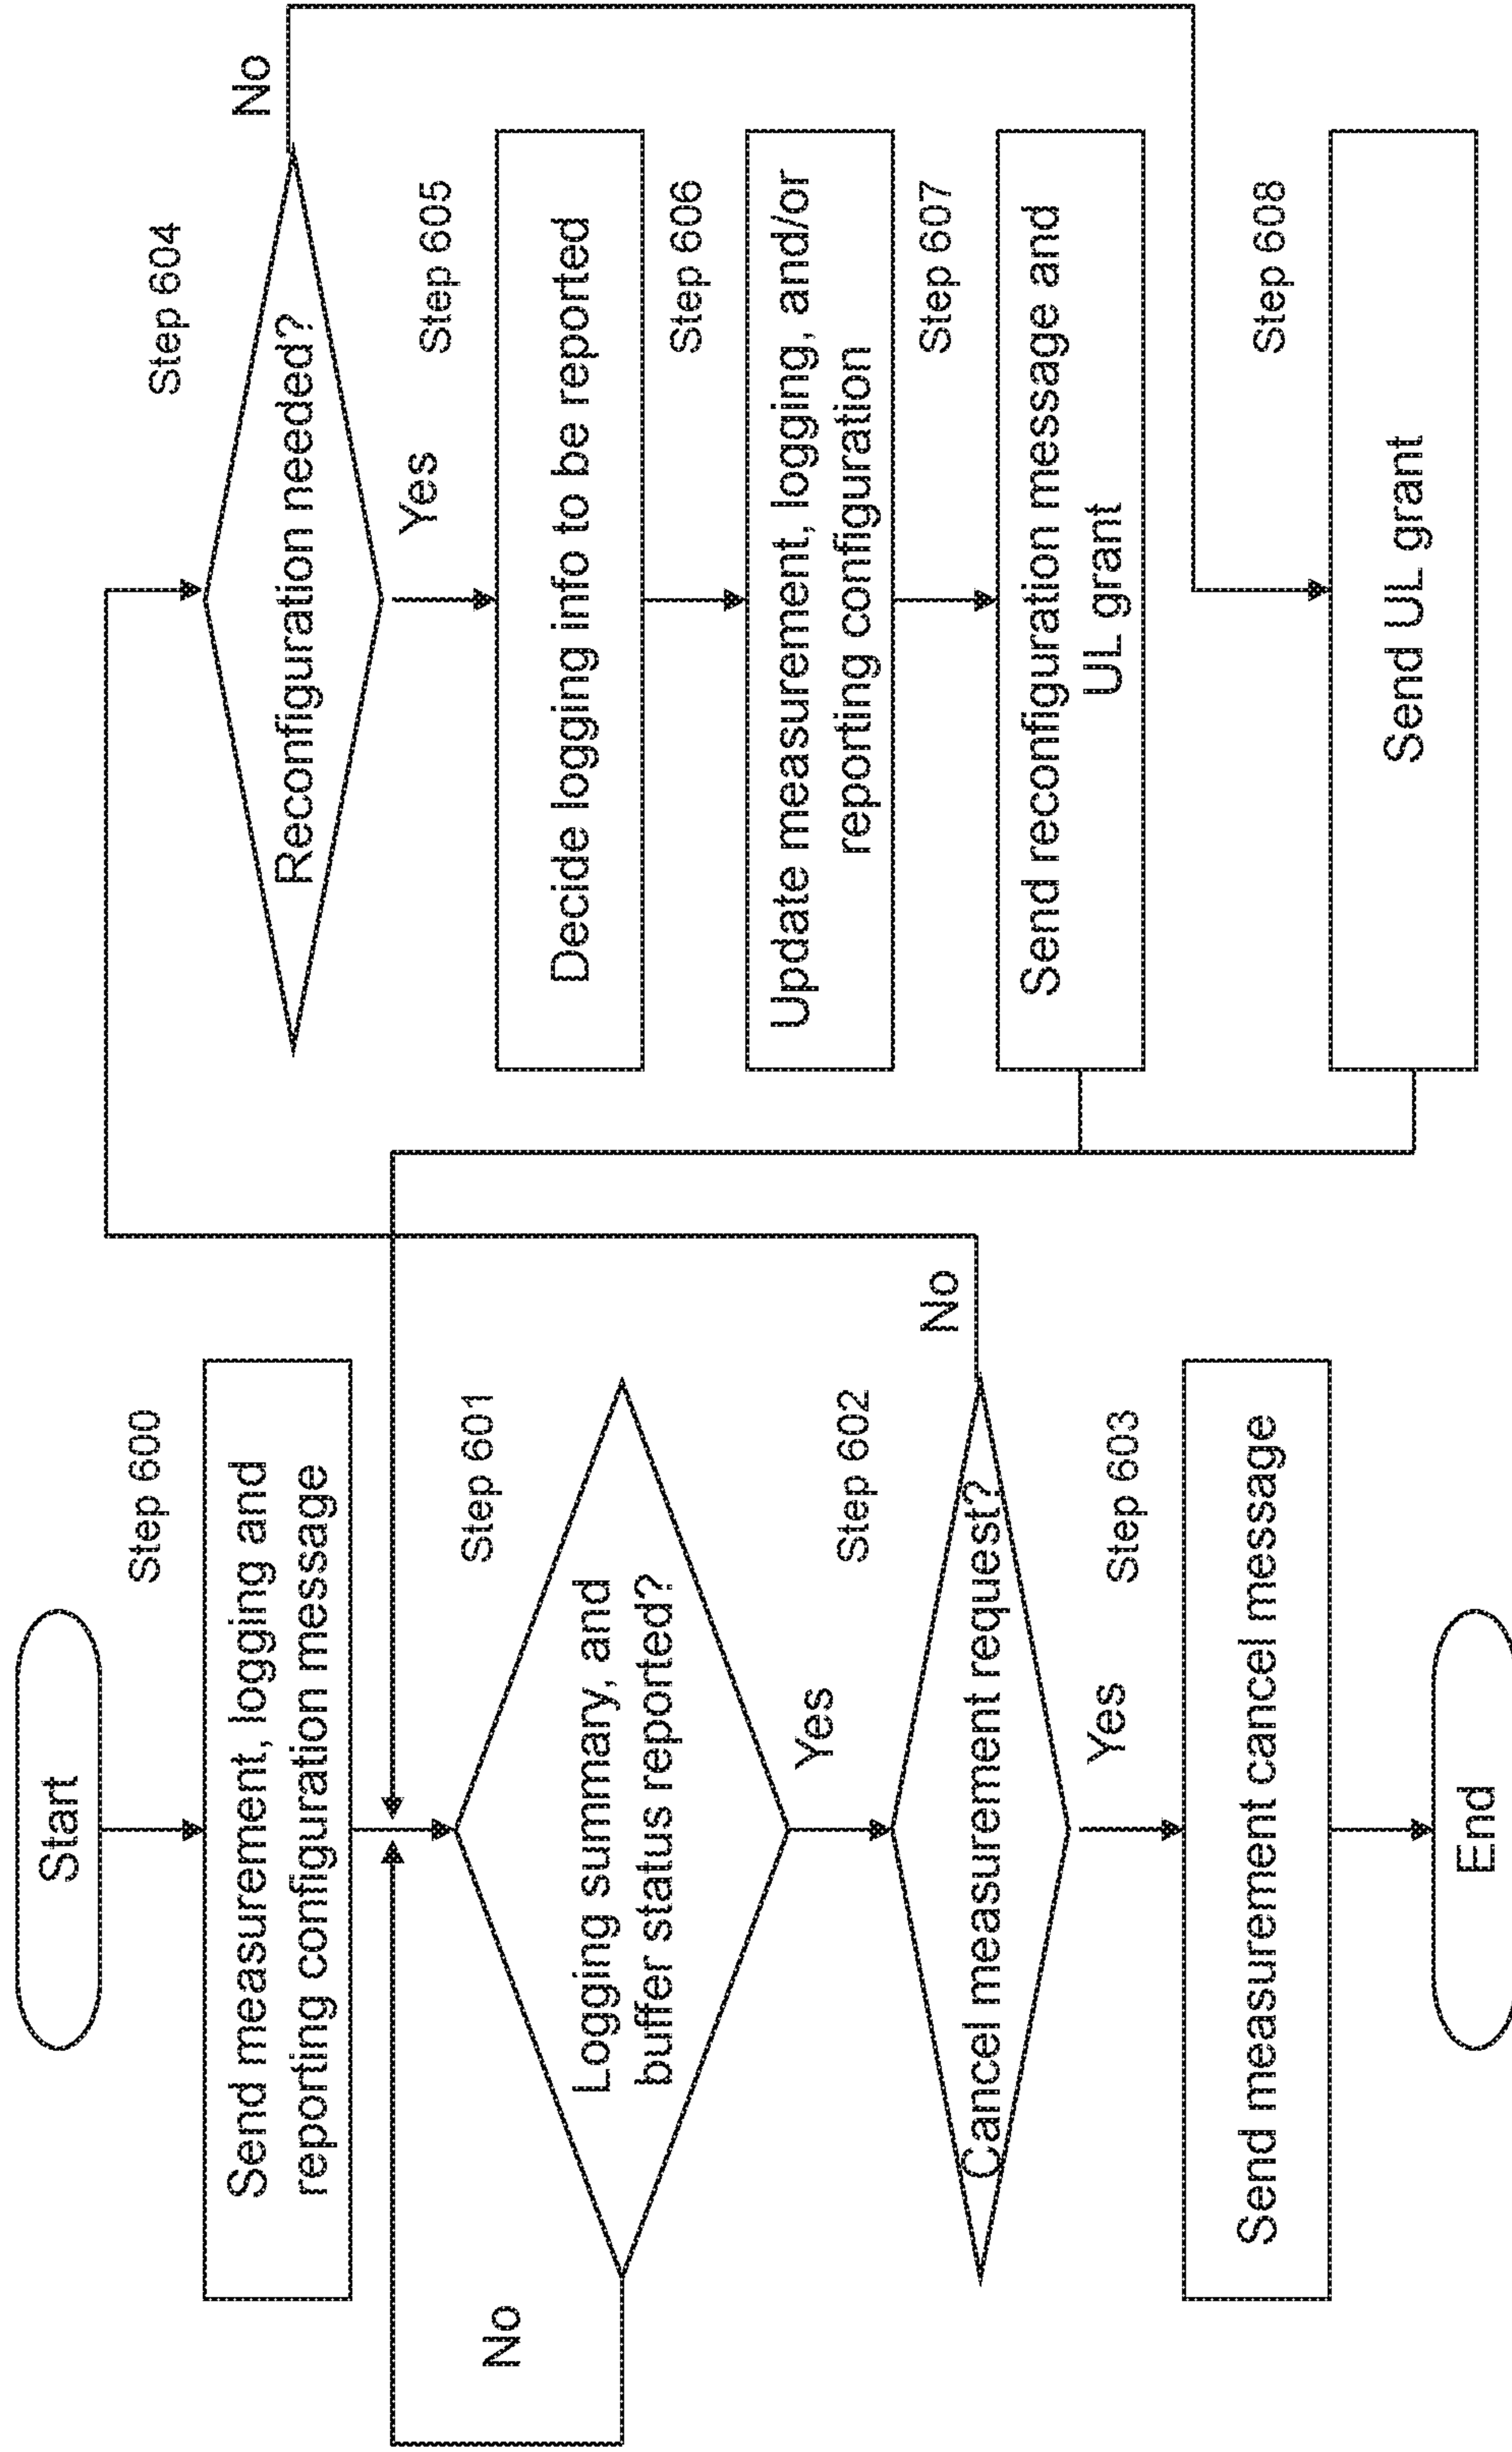 Start
Step 600
Send measurement, logging and
reporting configuration message
Step 601
Logging summary, and
buffer status reported?
No
Yes
Step 602
Cancel measurement request?
No
Yes
Step 603
Send measurement cancel message
End
Step 604
Reconfiguration needed?
No
Yes
Step 605
Decide logging info to be reported
Step 606
Update measurement, logging, and/or
reporting configuration
Step 607
Send reconfiguration message and
UL grant
Step 608
Send UL grant